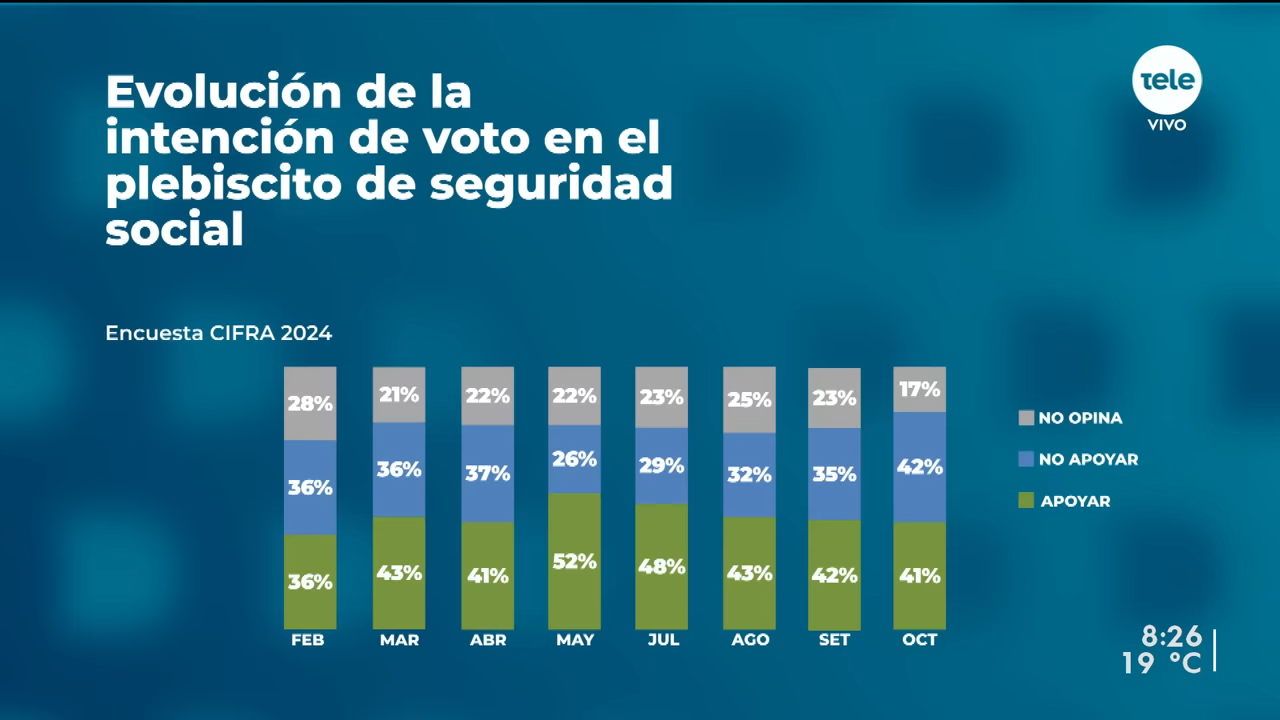 Evolución de la
intención de voto en el
plebiscito de seguridad
social
tele
VIVO
Encuesta CIFRA 2024
28% 21% 22% 22% 23% 25% 23% 17%
36% 36% 37% 26% 29% 32% 35% 42%
36% 43% 41% 52% 48% 43% 42% 41%
FEB MAR ABR MAY JUL AGO SET OCT
NO OPINA
NO APOYAR
APOYAR
8:26
19 °C